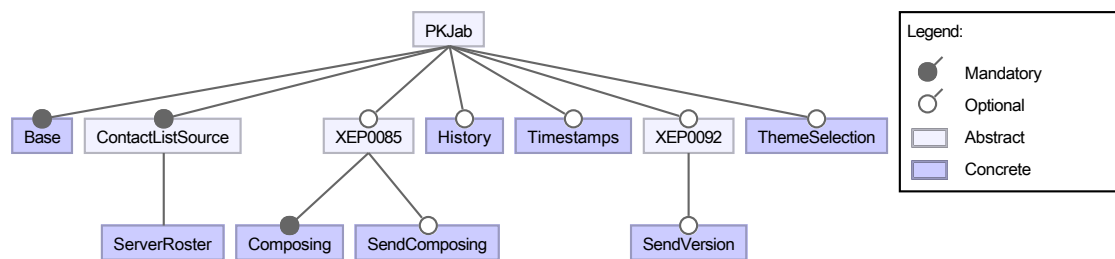 PKJab
Legend:
Mandatory
Optional
Abstract
Concrete
Base
ContactListSource
XEP0085
History
Timestamps
XEP0092
ThemeSelection
ServerRoster
Composing
SendComposing
SendVersion